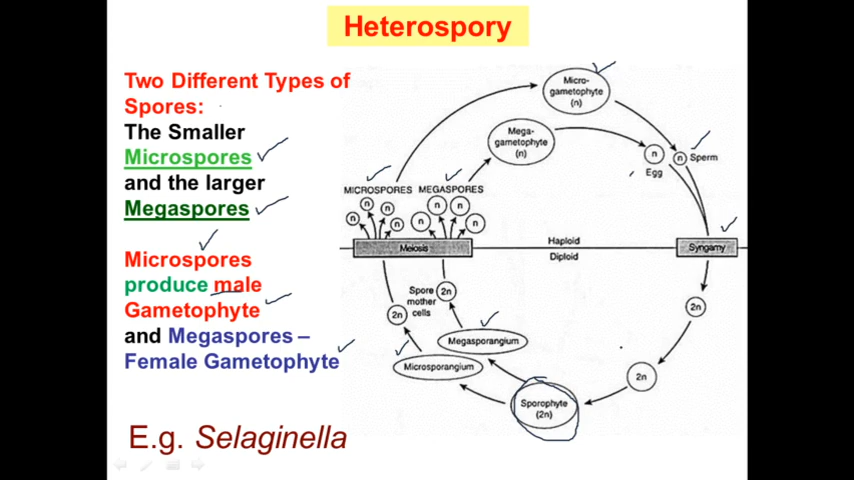 Heterospory
Two Different Types of
Spores:
The Smaller
Microspores
and the larger
Megaspores
Microspores
produce male
Gametophyte
and Megaspores –
Female Gametophyte
E.g. Selaginella
Micro-
gametophyte
(n)
Mega-
gametophyte
(n)
n
Egg
n
Sperm
MICROSPORES
MEGASPORES
n
n
n
n
n
n
n
n
Meiosis
Haploid
Diploid
Syngamy
Spore
mother
cells
2n
2n
Megasporangium
Microsporangium
Sporophyte
(2n)
2n
2n